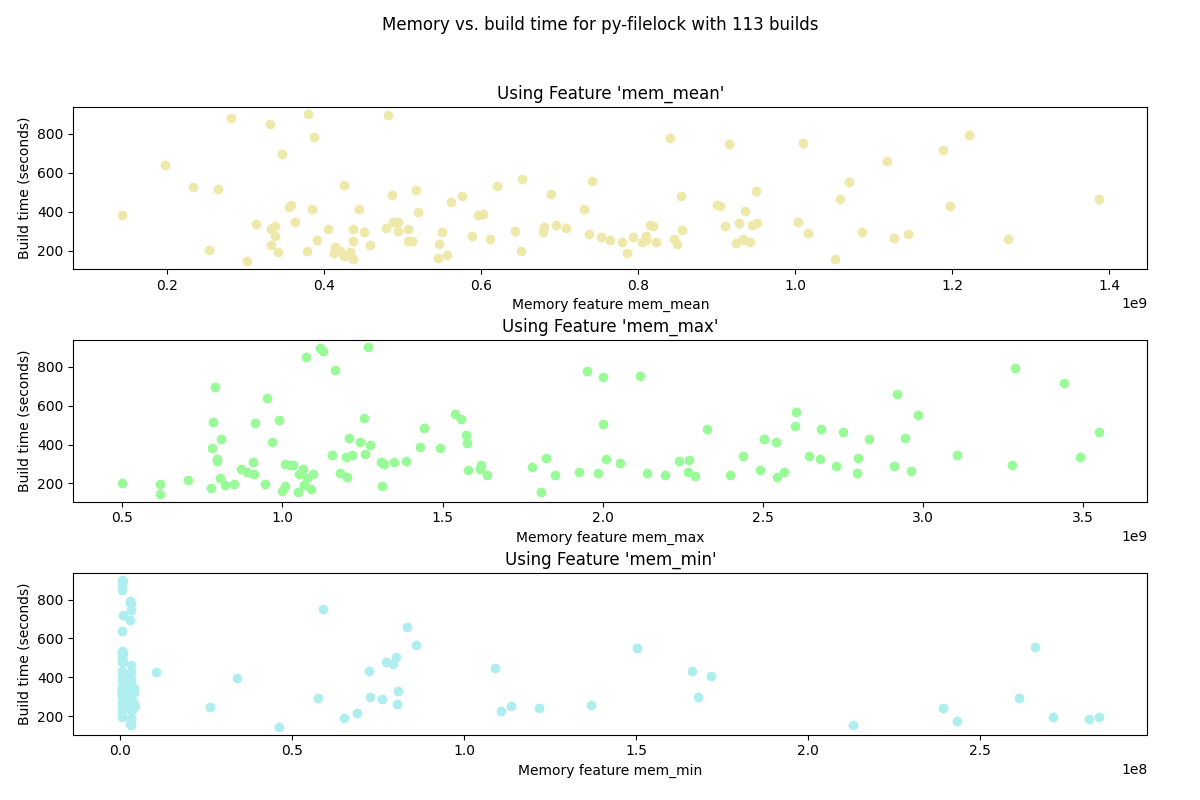 Memory vs. build time for py-filelock with 113 builds
Using Feature 'mem_mean'
Build time (seconds)
800
600
400
200
0.2 0.4 0.6 0.8 1.0 1.2 1.4
1e9
Memory feature mem_mean
Using Feature 'mem_max'
Build time (seconds)
800
600
400
200
0.5 1.0 1.5 2.0 2.5 3.0 3.5
1e9
Memory feature mem_max
Using Feature 'mem_min'
Build time (seconds)
800
600
400
200
0.0 0.5 1.0 1.5 2.0 2.5
1e8
Memory feature mem_min